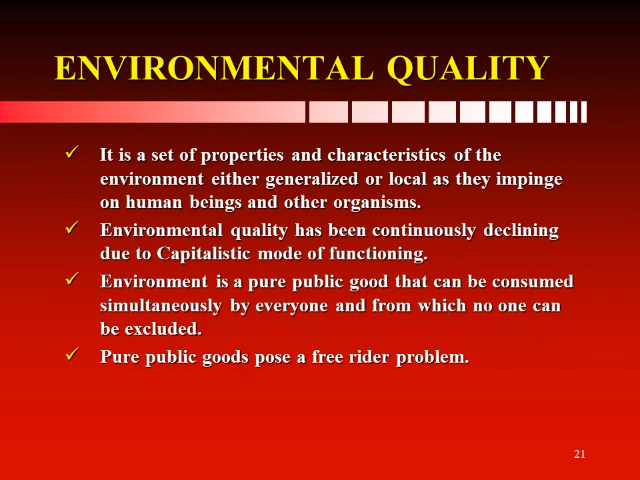 ENVIRONMENTAL QUALITY
✓ It is a set of properties and characteristics of the
environment either generalized or local as they impinge
on human beings and other organisms.
✓ Environmental quality has been continuously declining
due to Capitalistic mode of functioning.
✓ Environment is a pure public good that can be consumed
simultaneously by everyone and from which no one can
be excluded.
✓ Pure public goods pose a free rider problem.
21